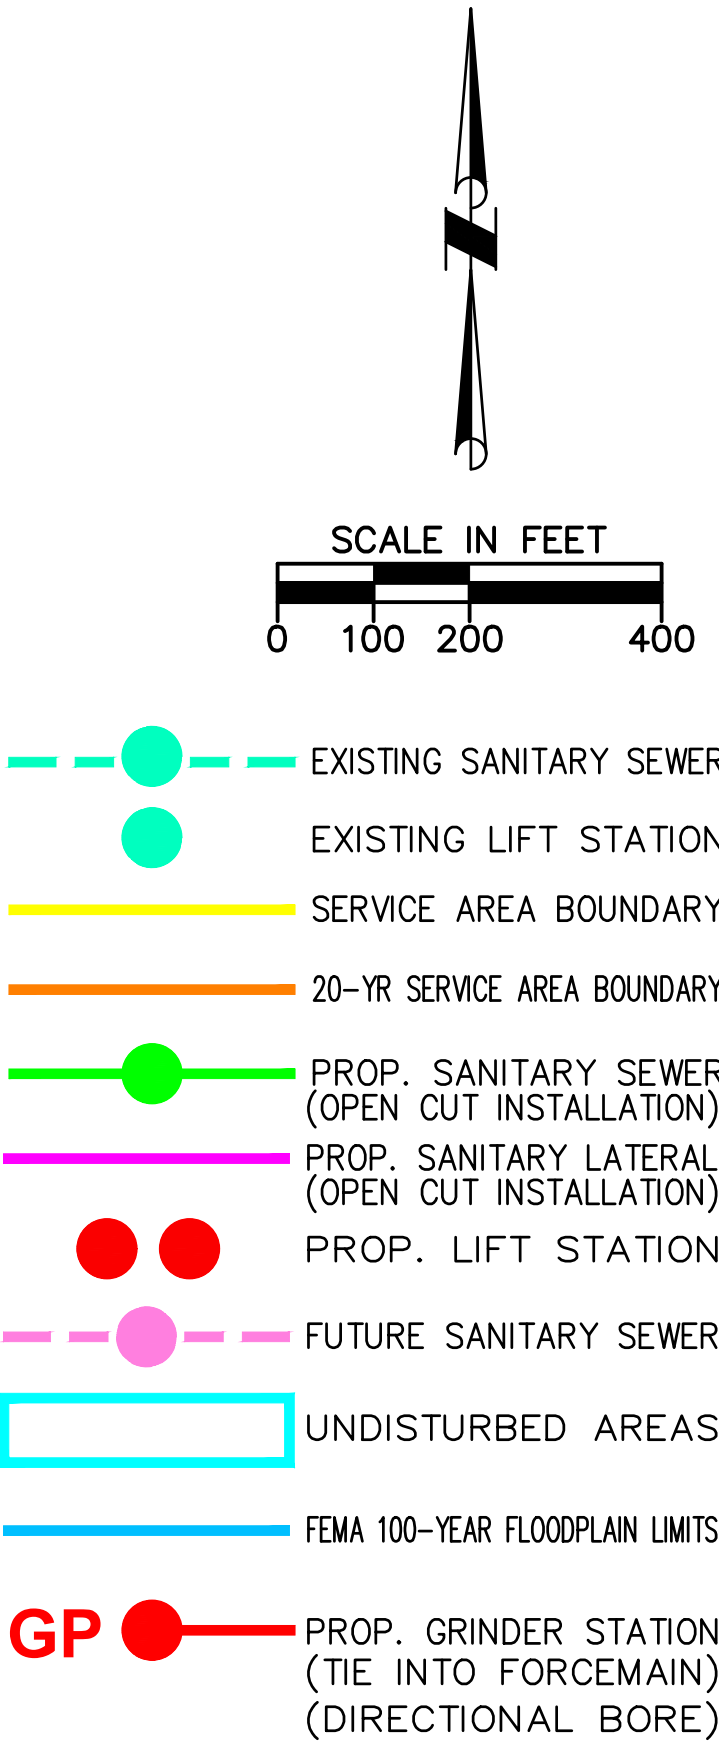 N
SCALE IN FEET
0 100 200 400
EXISTING SANITARY SEWER
EXISTING LIFT STATION
SERVICE AREA BOUNDARY
20-YR SERVICE AREA BOUNDARY
PROP. SANITARY SEWER
(OPEN CUT INSTALLATION)
PROP. SANITARY LATERAL
(OPEN CUT INSTALLATION)
PROP. LIFT STATION
FUTURE SANITARY SEWER
UNDISTURBED AREAS
FEMA 100-YEAR FLOODPLAIN LIMITS
GP PROP. GRINDER STATION
(TIE INTO FORCEMAIN)
(DIRECTIONAL BORE)